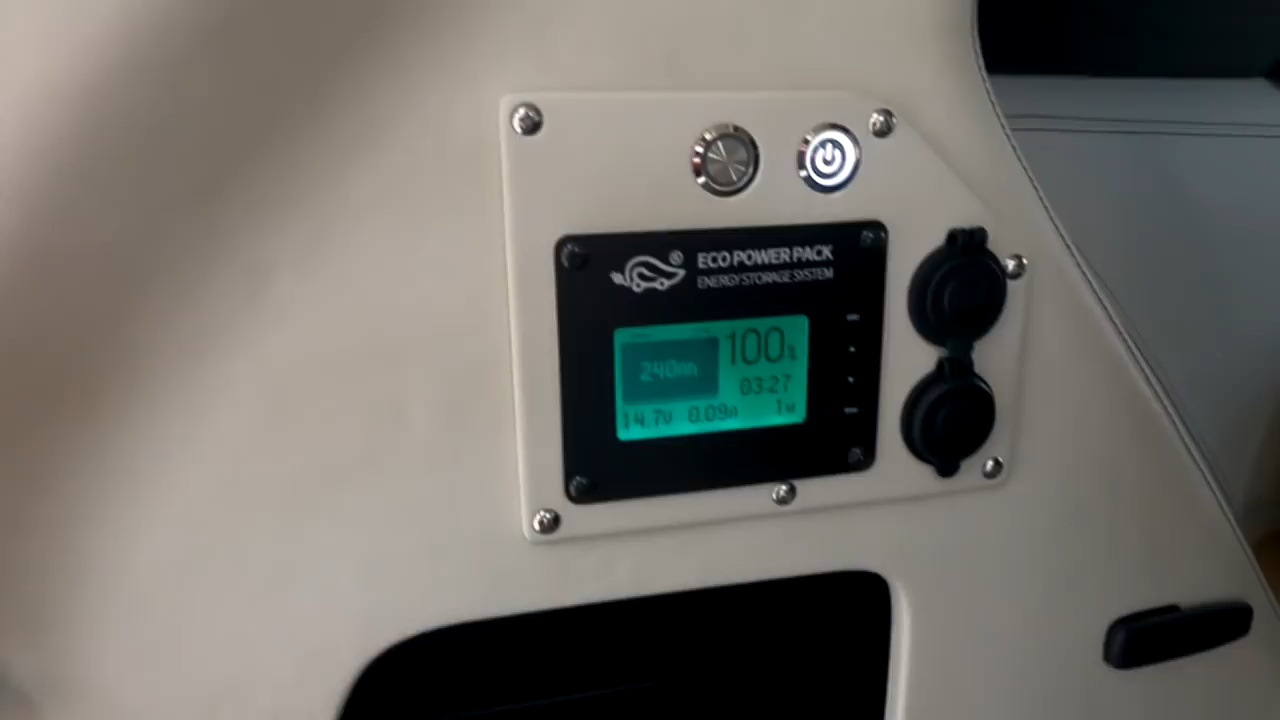 ®
ECO POWER PACK
ENERGY STORAGE SYSTEM
100%
240AH
03:27
14.7V 0.09A 1W